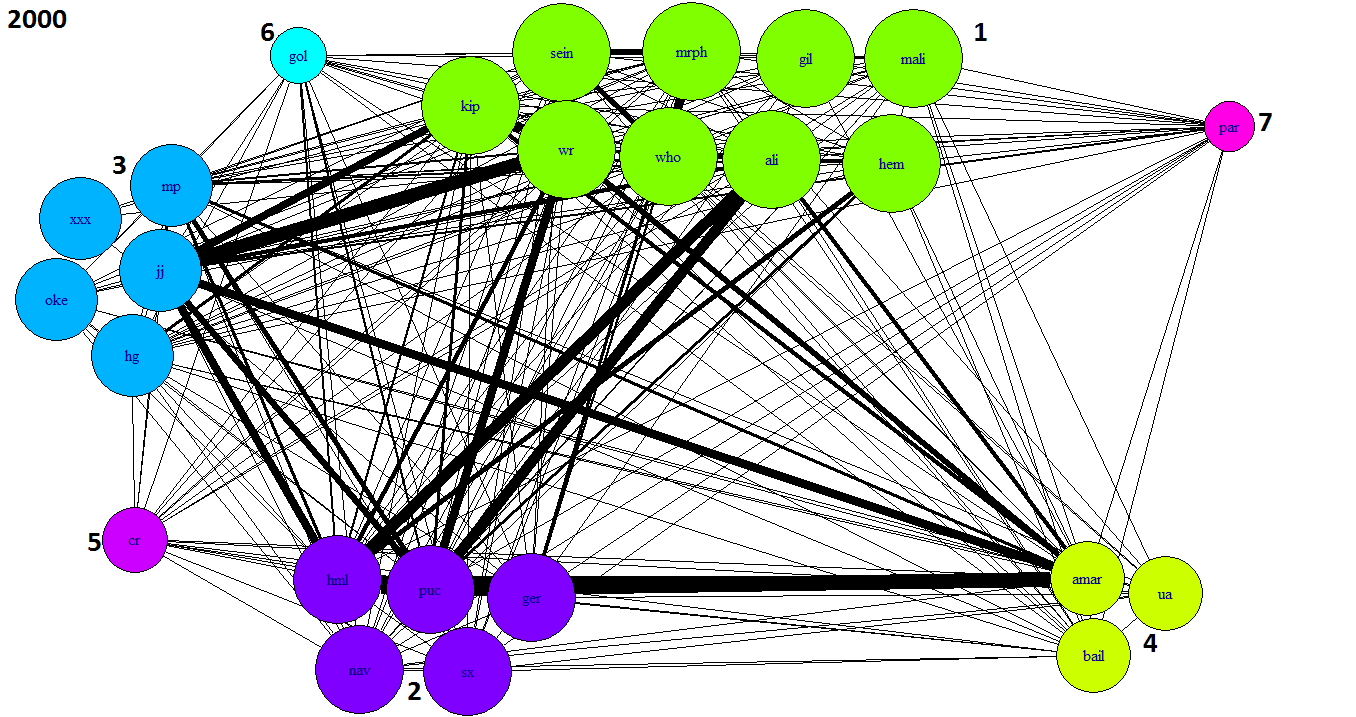 2000
6
1
sein
mrph
gil
mali
gol
kip
par
7
wr
who
ali
hem
3
mp
xxx
jj
oke
hg
5
cr
hml
puc
ger
amar
ua
4
bail
nav
2
sx